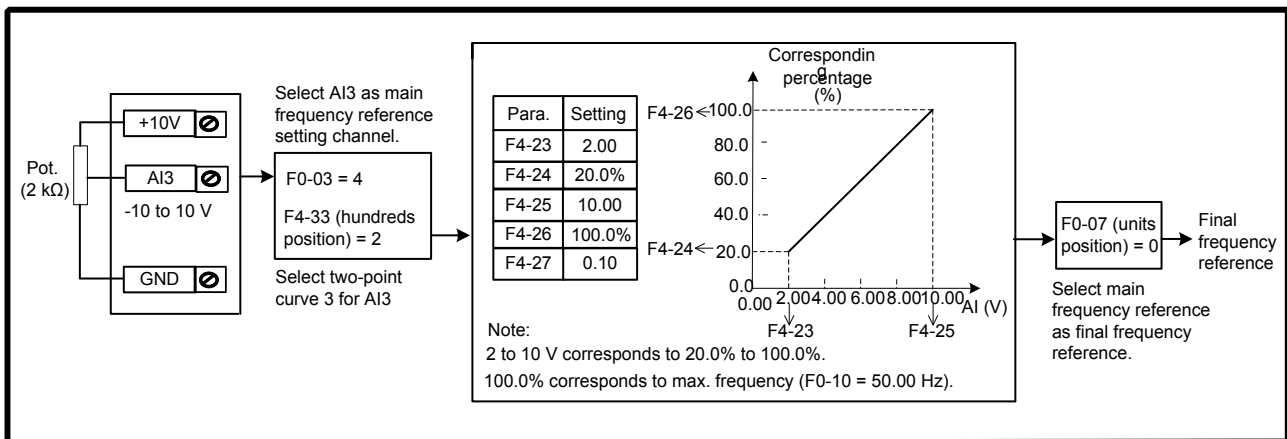 +10V
AI3
-10 to 10 V
GND
Pot.
(2 kΩ)
Select AI3 as main
frequency reference
setting channel.
F0-03 = 4
F4-33 (hundreds
position) = 2
Select two-point
curve 3 for AI3
Para. Setting
F4-23 2.00
F4-24 20.0%
F4-25 10.00
F4-26 100.0%
F4-27 0.10
Correspondin
g
percentage
(%)
F4-26
100.0
80.0
60.0
40.0
F4-24
20.0
0.0
0.00 2.00 4.00 6.00 8.00 10.00
AI (V)
F4-23 F4-25
Note:
2 to 10 V corresponds to 20.0% to 100.0%.
100.0% corresponds to max. frequency (F0-10 = 50.00 Hz).
F0-07 (units
position) = 0
Select main
frequency reference
as final frequency
reference.
Final
frequency
reference